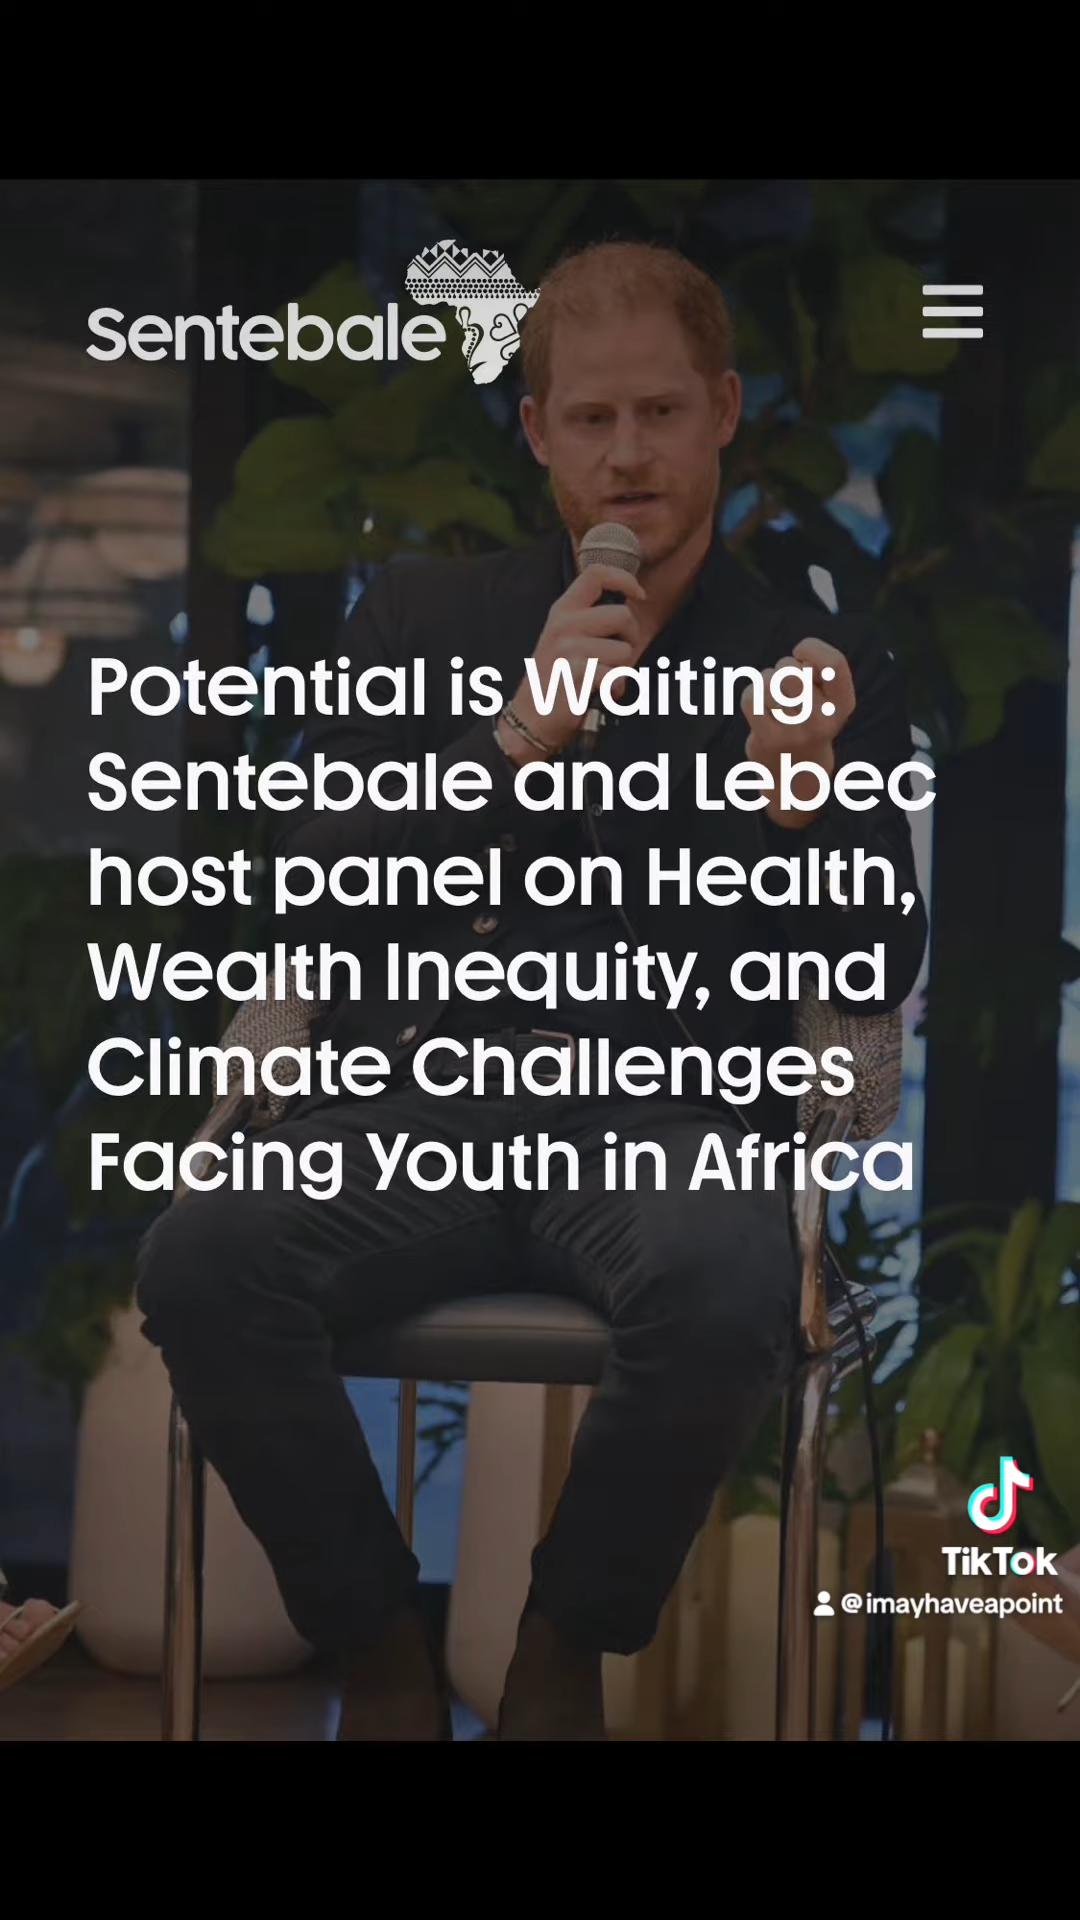 Sentebale
Potential is Waiting:
Sentebale and Lebec
host panel on Health,
Wealth Inequity, and
Climate Challenges
Facing Youth in Africa
TikTok
@imayhaveapoint